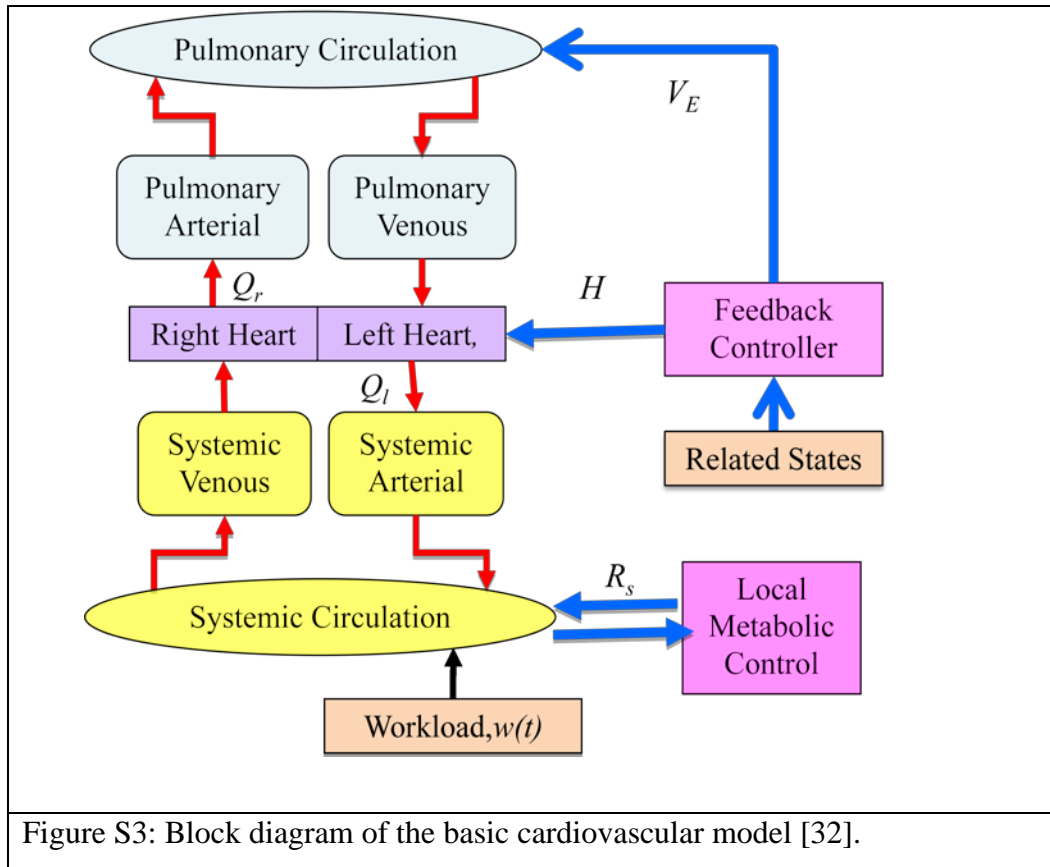 Pulmonary Circulation
V_E
Pulmonary
Arterial
Pulmonary
Venous
Q_r
H
Right Heart
Left Heart,
Feedback
Controller
Q_l
Systemic
Venous
Systemic
Arterial
Related States
R_s
Systemic Circulation
Local
Metabolic
Control
Workload,w(t)
Figure S3: Block diagram of the basic cardiovascular model [32].